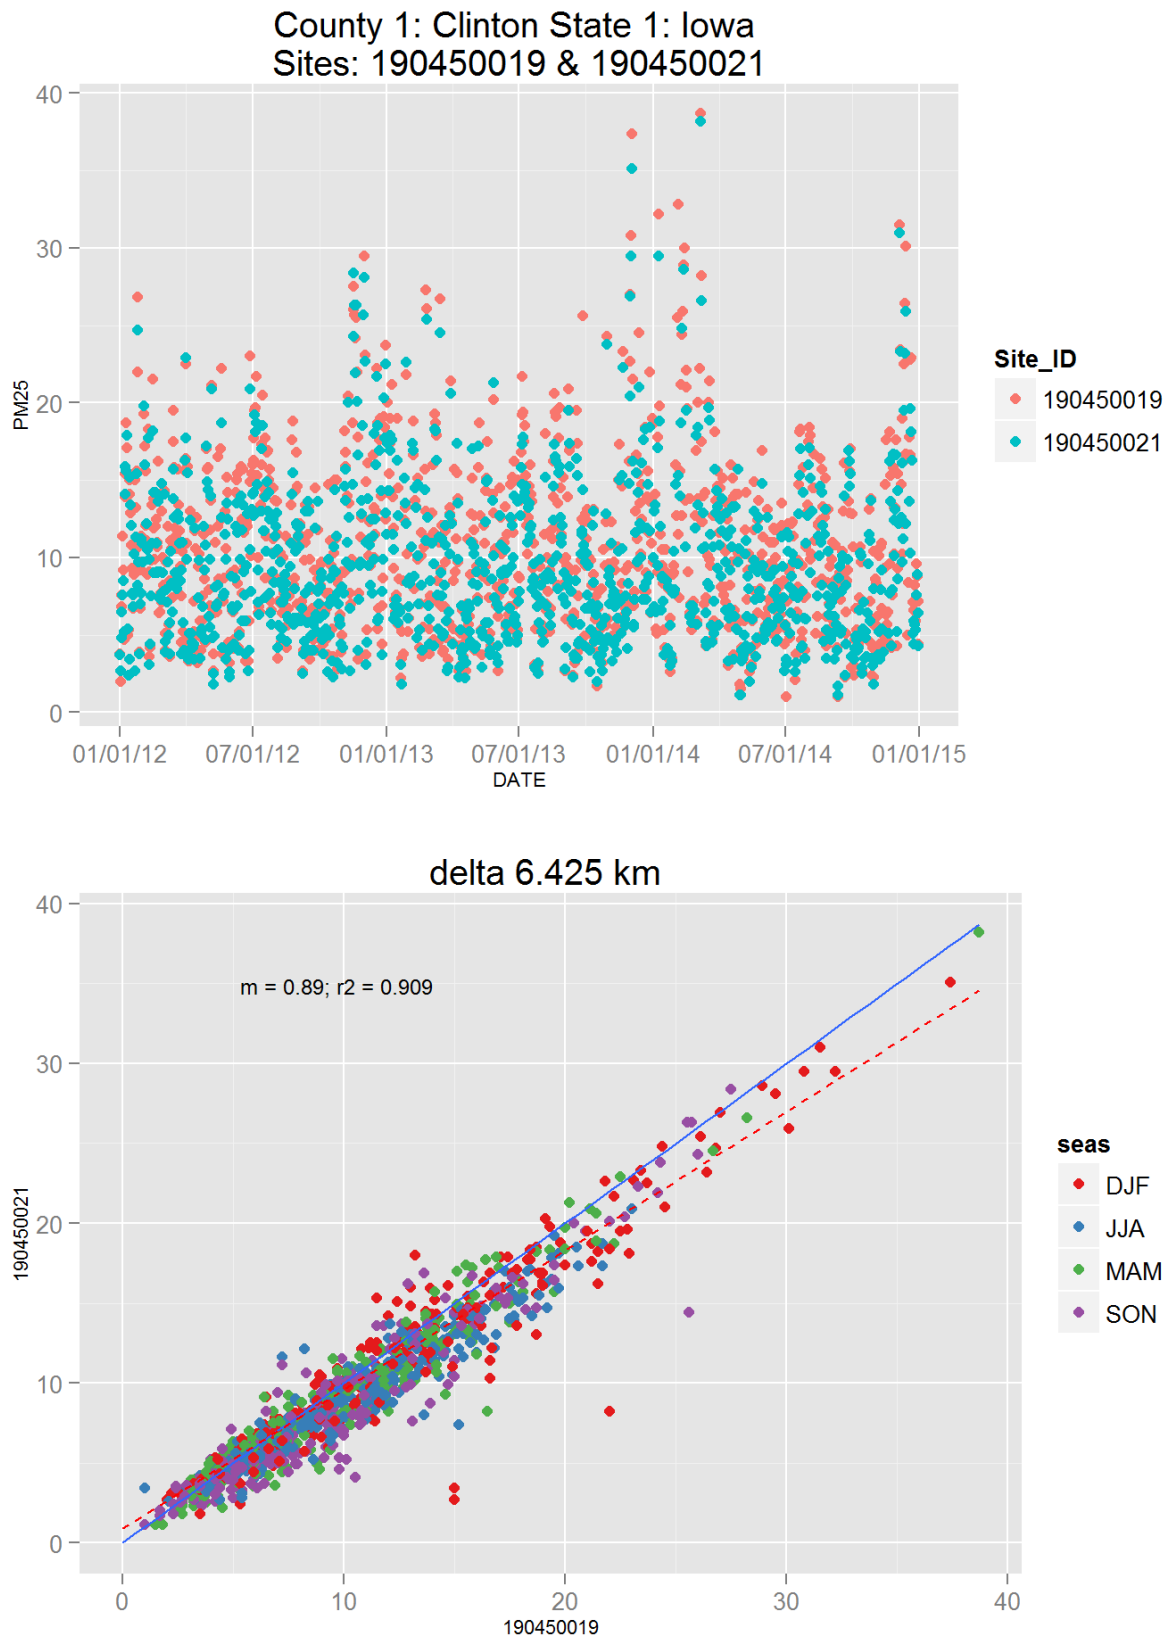 County 1: Clinton State 1: Iowa
Sites: 190450019 & 190450021
40
30
20
10
0
PM25
01/01/12 07/01/12 01/01/13 07/01/13 01/01/14 07/01/14 01/01/15
DATE
Site_ID
190450019
190450021
delta 6.425 km
40
30
20
10
0
190450021
m = 0.89; r2 = 0.909
0 10 20 30 40
190450019
seas
DJF
JJA
MAM
SON